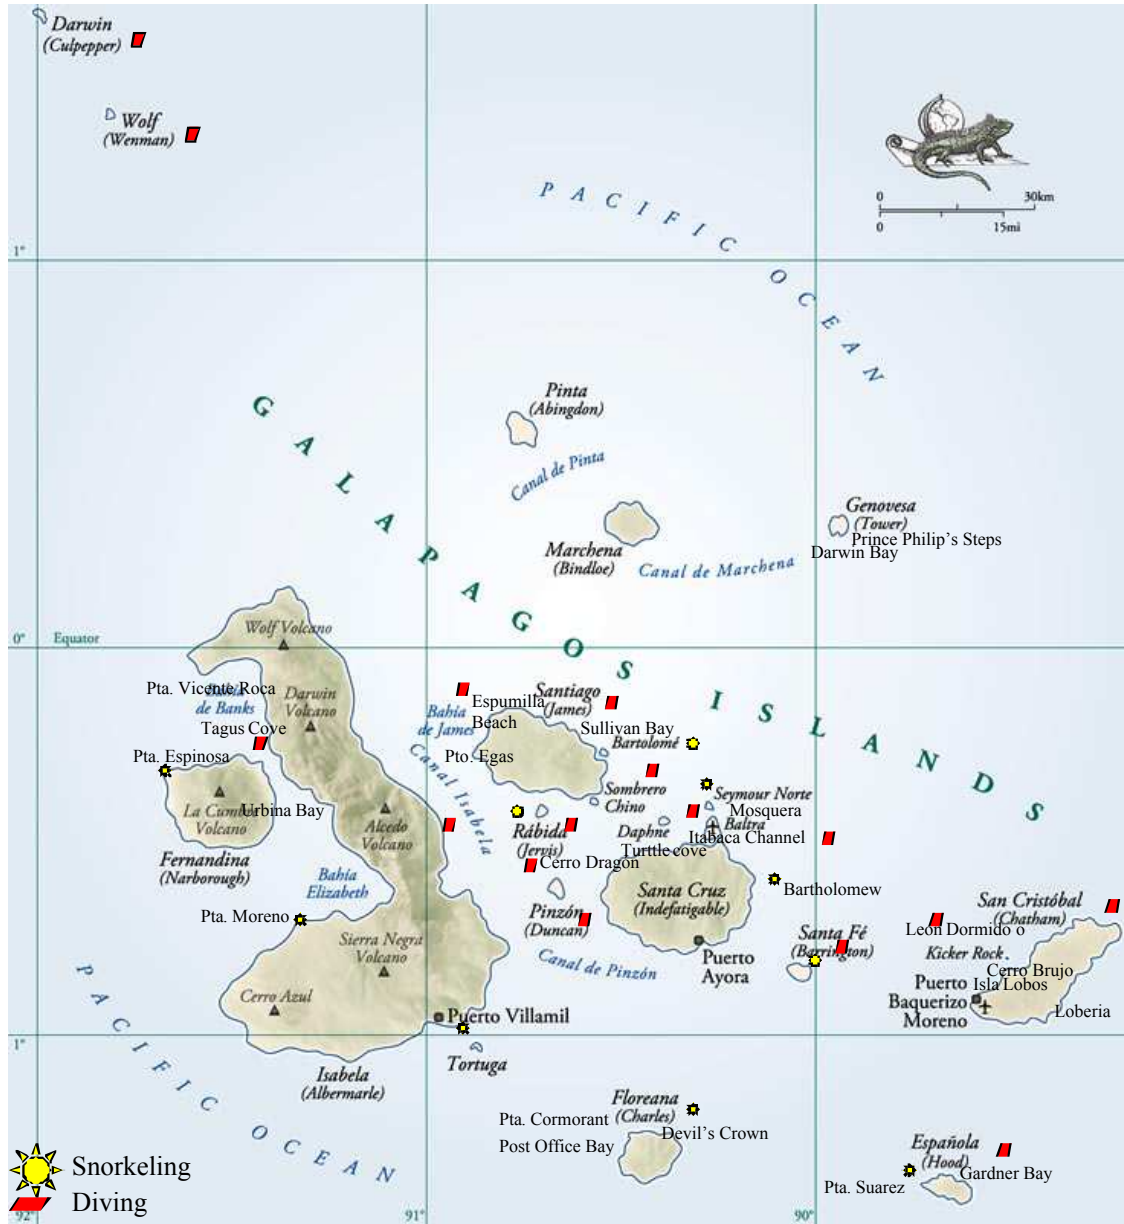 Darwin
(Culpepper)
Wolf
(Wenman)
PACIFIC OCEAN
0
30km
0
15mi
1°
Pinta
(Abingdon)
Canal de Pinta
GALAPAGOS ISLANDS
Marchena
(Bindloe)
Canal de Marchena
Genovesa
(Tower)
Prince Philip's Steps
Darwin Bay
0°
Equator
Wolf Volcano
Pta. Vicente Roca
Bahía
de Banks
Darwin
Volcano
Tagus Cove
Pta. Espinosa
La Cumbre
Volcano
Urbina Bay
Alcedo
Volcano
Fernandina
(Narborough)
Bahía
Elizabeth
Pta. Moreno
Sierra Negra
Volcano
Cerro Azul
Isabela
(Albermarle)
Puerto Villamil
Tortuga
Bahía
de James
Canal Isabela
Espumilla
Beach
Santiago
(James)
Sullivan Bay
Pto. Egas
Bartolomé
Sombrero
Chino
Rábida
(Jervis)
Cerro Dragón
Seymour Norte
Mosquera
Daphne
Baltra
Itabaca Channel
Turttle cove
Pinzón
(Duncan)
Canal de Pinzón
Santa Cruz
(Indefatigable)
Puerto
Ayora
Bartholomew
Santa Fé
(Barrington)
San Cristóbal
(Chatham)
León Dormido o
Kicker Rock
Cerro Brujo
Isla Lobos
Puerto
Baquerizo
Moreno
Loberia
1°
Floreana
(Charles)
Pta. Cormorant
Devil's Crown
Post Office Bay
Española
(Hood)
Gardner Bay
Pta. Suarez
PACIFIC OCEAN
Snorkeling
Diving
92°
91°
90°